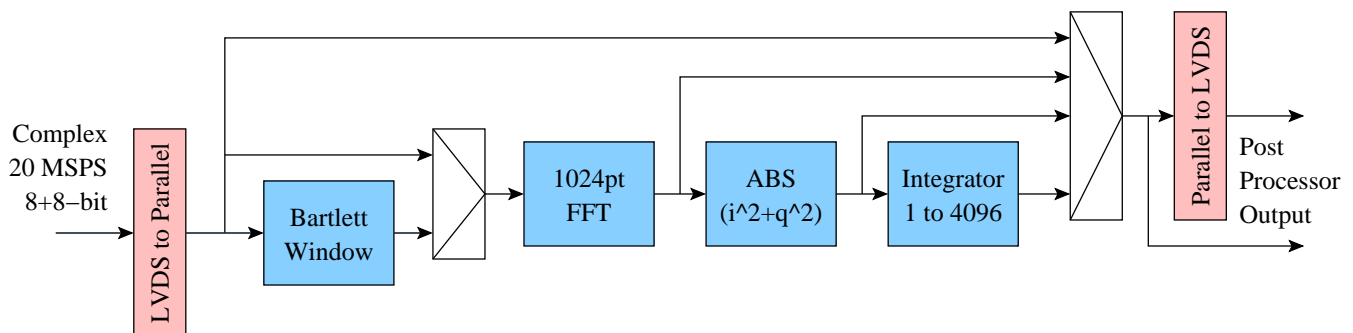 Complex
20 MSPS
8+8−bit
LVDS to Parallel
Bartlett
Window
1024pt
FFT
ABS
(i^2+q^2)
Integrator
1 to 4096
Parallel to LVDS
Post
Processor
Output